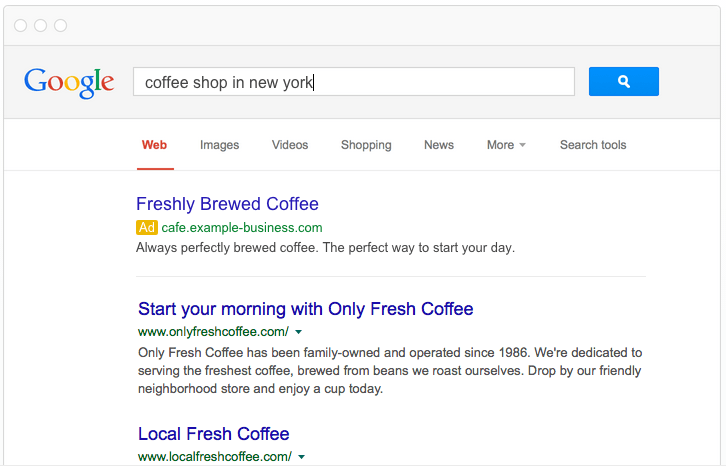 Google
coffee shop in new york
Web Images Videos Shopping News More Search tools
Freshly Brewed Coffee
Ad cafe.example-business.com
Always perfectly brewed coffee. The perfect way to start your day.
Start your morning with Only Fresh Coffee
www.onlyfreshcoffee.com/
Only Fresh Coffee has been family-owned and operated since 1986. We're dedicated to
serving the freshest coffee, brewed from beans we roast ourselves. Drop by our friendly
neighborhood store and enjoy a cup today.
Local Fresh Coffee
www.localfreshcoffee.com/